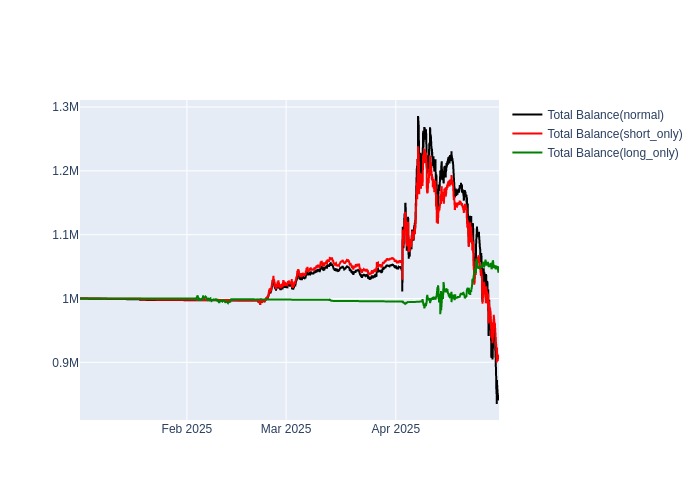 1.3M
1.2M
1.1M
1M
0.9M
Feb 2025
Mar 2025
Apr 2025
Total Balance(normal)
Total Balance(short_only)
Total Balance(long_only)